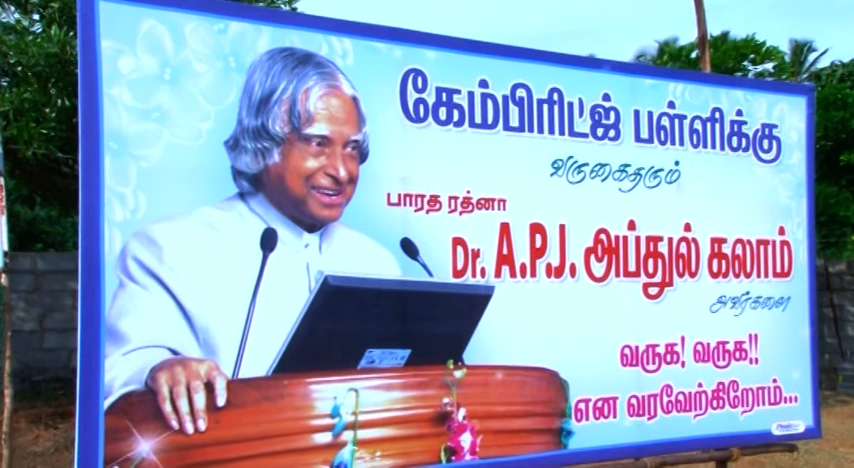 கேம்பிரிட்ஜ் பள்ளிக்கு
வருகைதரும்
பாரத ரத்னா
Dr. A.P.J. அப்துல் கலாம்
அவர்களை
வருக! வருக!!
என வரவேற்கிறோம்...